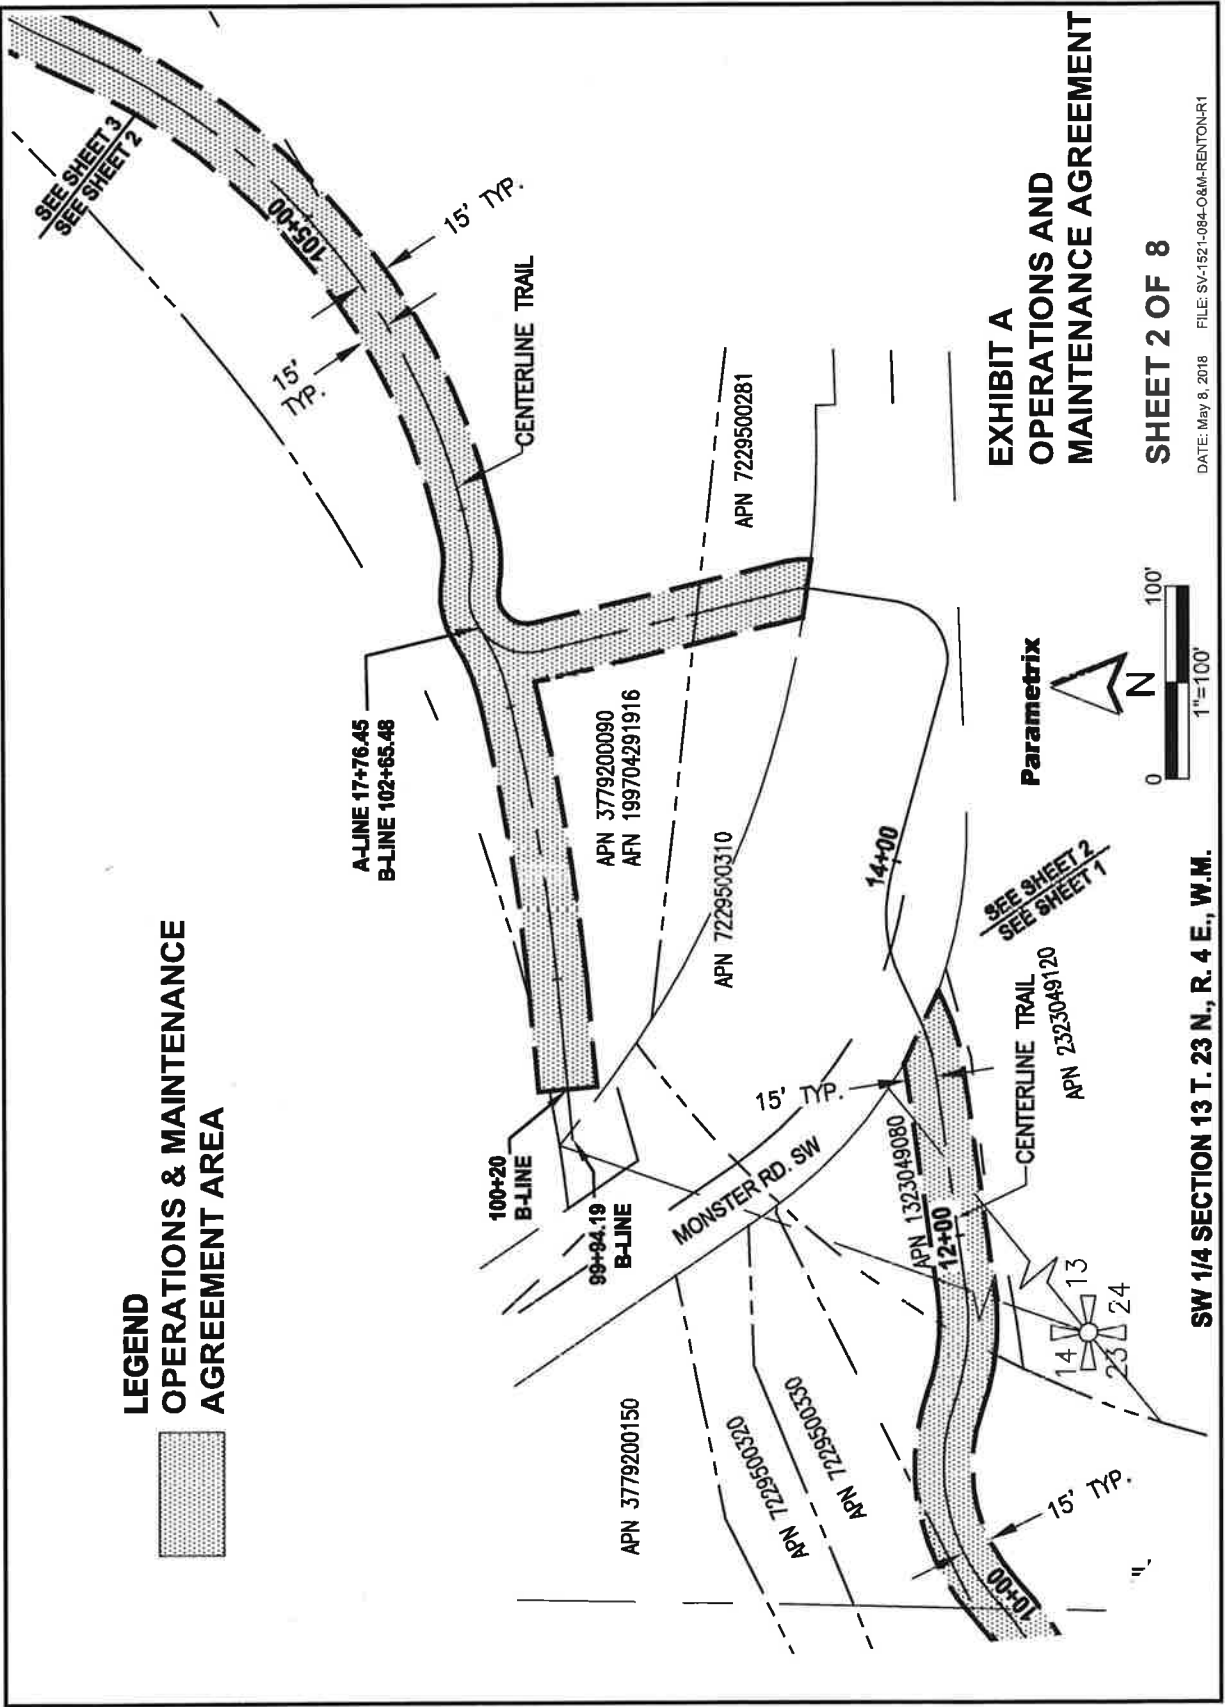 LEGEND
OPERATIONS & MAINTENANCE
AGREEMENT AREA
SEE SHEET 3
SEE SHEET 2
105+00
15' TYP.
15'
TYP.
CENTERLINE TRAIL
A-LINE 17+76.45
B-LINE 102+65.48
100+20
B-LINE
99+94.19
B-LINE
APN 3779200090
AFN 199704291916
APN 7229500281
APN 7229500310
MONSTER RD. SW
15' TYP.
14+00
APN 3779200150
APN 7229500320
APN 7229500330
APN 1323049080
12+00
CENTERLINE TRAIL
APN 2323049120
SEE SHEET 2
SEE SHEET 1
10+00
15' TYP.
14
13
23
24
Parametrix
N
0
100'
1"=100'
SW 1/4 SECTION 13 T. 23 N., R. 4 E., W.M.
EXHIBIT A
OPERATIONS AND
MAINTENANCE AGREEMENT
SHEET 2 OF 8
DATE: May 8, 2018 FILE: SV-1521-084-O&M-RENTON-R1